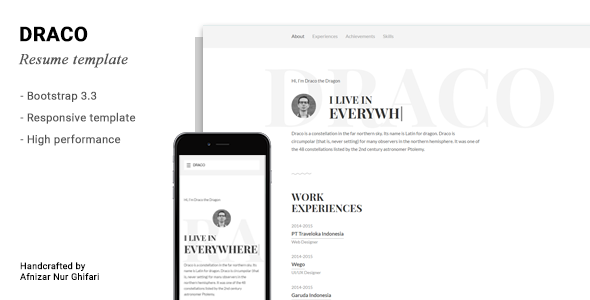 DRACO
Resume template
- Bootstrap 3.3
- Responsive template
- High performance
Handcrafted by
Afnizar Nur Ghifari
About Experiences Achievements Skills
DRACO
Hi, I'm Draco the Dragon.
I LIVE IN
EVERYWH|
Draco is a constellation in the far northern sky. Its name is Latin for dragon. Draco is
circumpolar (that is, never setting) for many observers in the northern hemisphere. It was one of
the 48 constellations listed by the 2nd century astronomer Ptolemy.
WORK
EXPERIENCES
2014-2015
PT Traveloka Indonesia
Web Designer
2014-2015
Wego
UI/UX Designer
2014-2015
Garuda Indonesia
DRACO
Hi, I'm Draco the Dragon.
RA
I LIVE IN
EVERYWHERE|
Draco is a constellation in the far northern sky. Its
name is Latin for dragon. Draco is circumpolar (that
is, never setting) for many observers in the
northern hemisphere. It was one of the 48
constellations listed by the 2nd century
astronomer Ptolemy.